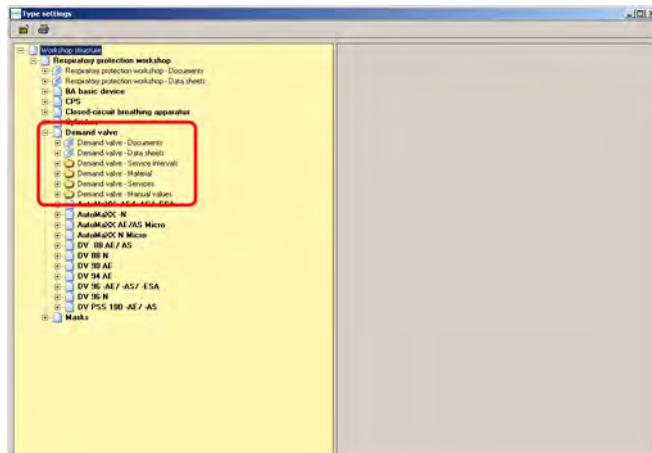 Type settings
Workshop structure
Respiratory protection workshop
Respiratory protection workshop - Documents
Respiratory protection workshop - Data sheets
BA basic device
CPS
Closed-circuit breathing apparatus
Cylinders
Demand valve
Demand valve - Documents
Demand valve - Data sheets
Demand valve - Service intervals
Demand valve - Material
Demand valve - Services
Demand valve - Manual values
AutoMaXX -N
AutoMaXX AE/AS Micro
AutoMaXX N Micro
DV 88 AE/ AS
DV 88 N
DV 90 AE
DV 94 AE
DV 96 -AE/ -AS/ -ESA
DV 96 N
DV PSS 100 -AE/ -AS
Masks